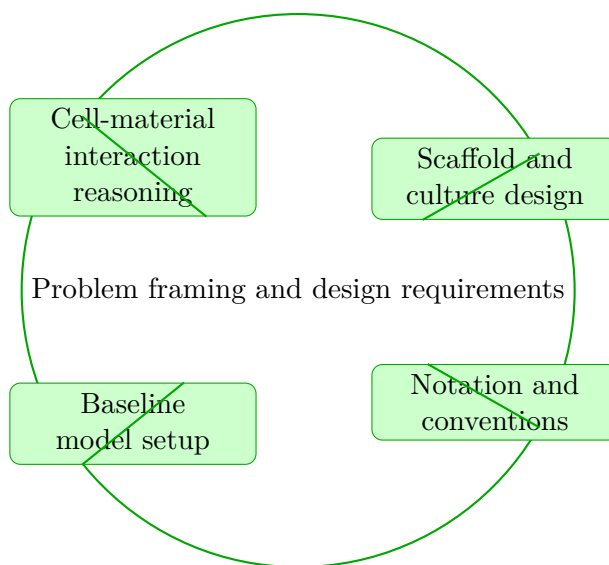 Cell-material
interaction
reasoning
Scaffold and
culture design
Problem framing and design requirements
Baseline
model setup
Notation and
conventions